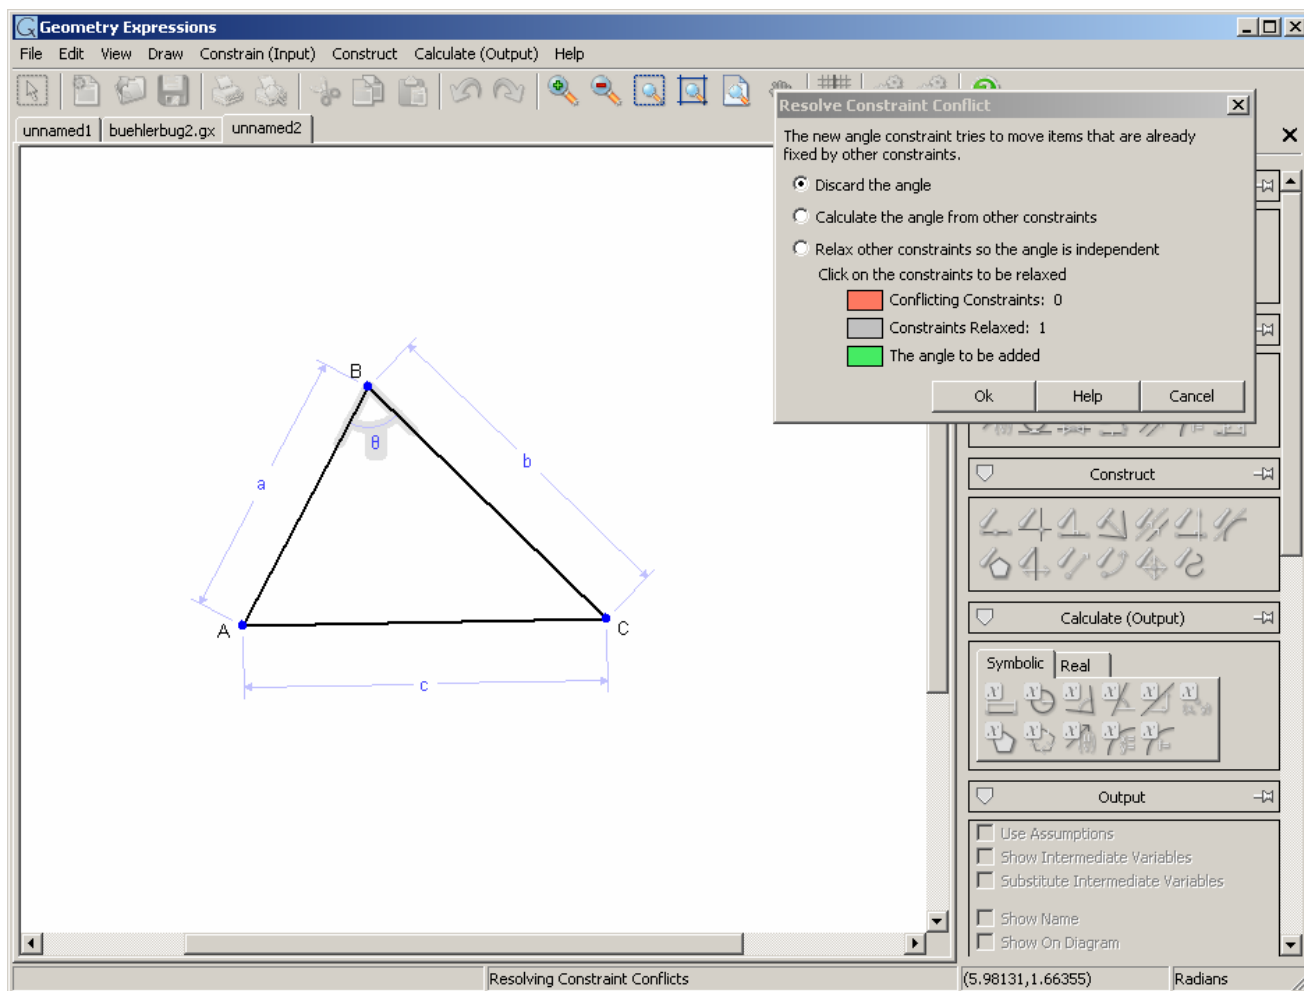 Geometry Expressions
File Edit View Draw Constrain (Input) Construct Calculate (Output) Help
unnamed1 buehlerbug2.gx unnamed2
Resolve Constraint Conflict
The new angle constraint tries to move items that are already
fixed by other constraints.
Discard the angle
Calculate the angle from other constraints
Relax other constraints so the angle is independent
Click on the constraints to be relaxed
Conflicting Constraints: 0
Constraints Relaxed: 1
The angle to be added
Ok Help Cancel
B
θ
a
b
A
C
c
Construct
Calculate (Output)
Symbolic Real
Output
Use Assumptions
Show Intermediate Variables
Substitute Intermediate Variables
Show Name
Show On Diagram
Resolving Constraint Conflicts
(5.98131,1.66355)
Radians